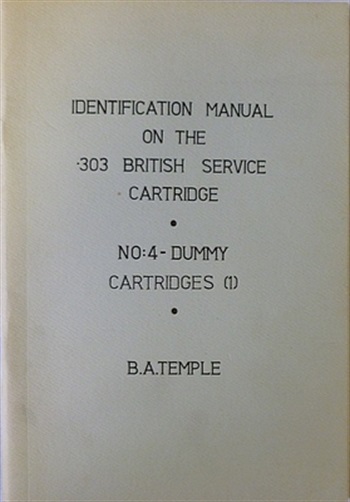 IDENTIFICATION MANUAL
ON THE
·303 BRITISH SERVICE
CARTRIDGE
•
NO:4-DUMMY
CARTRIDGES (1)
•
B.A.TEMPLE